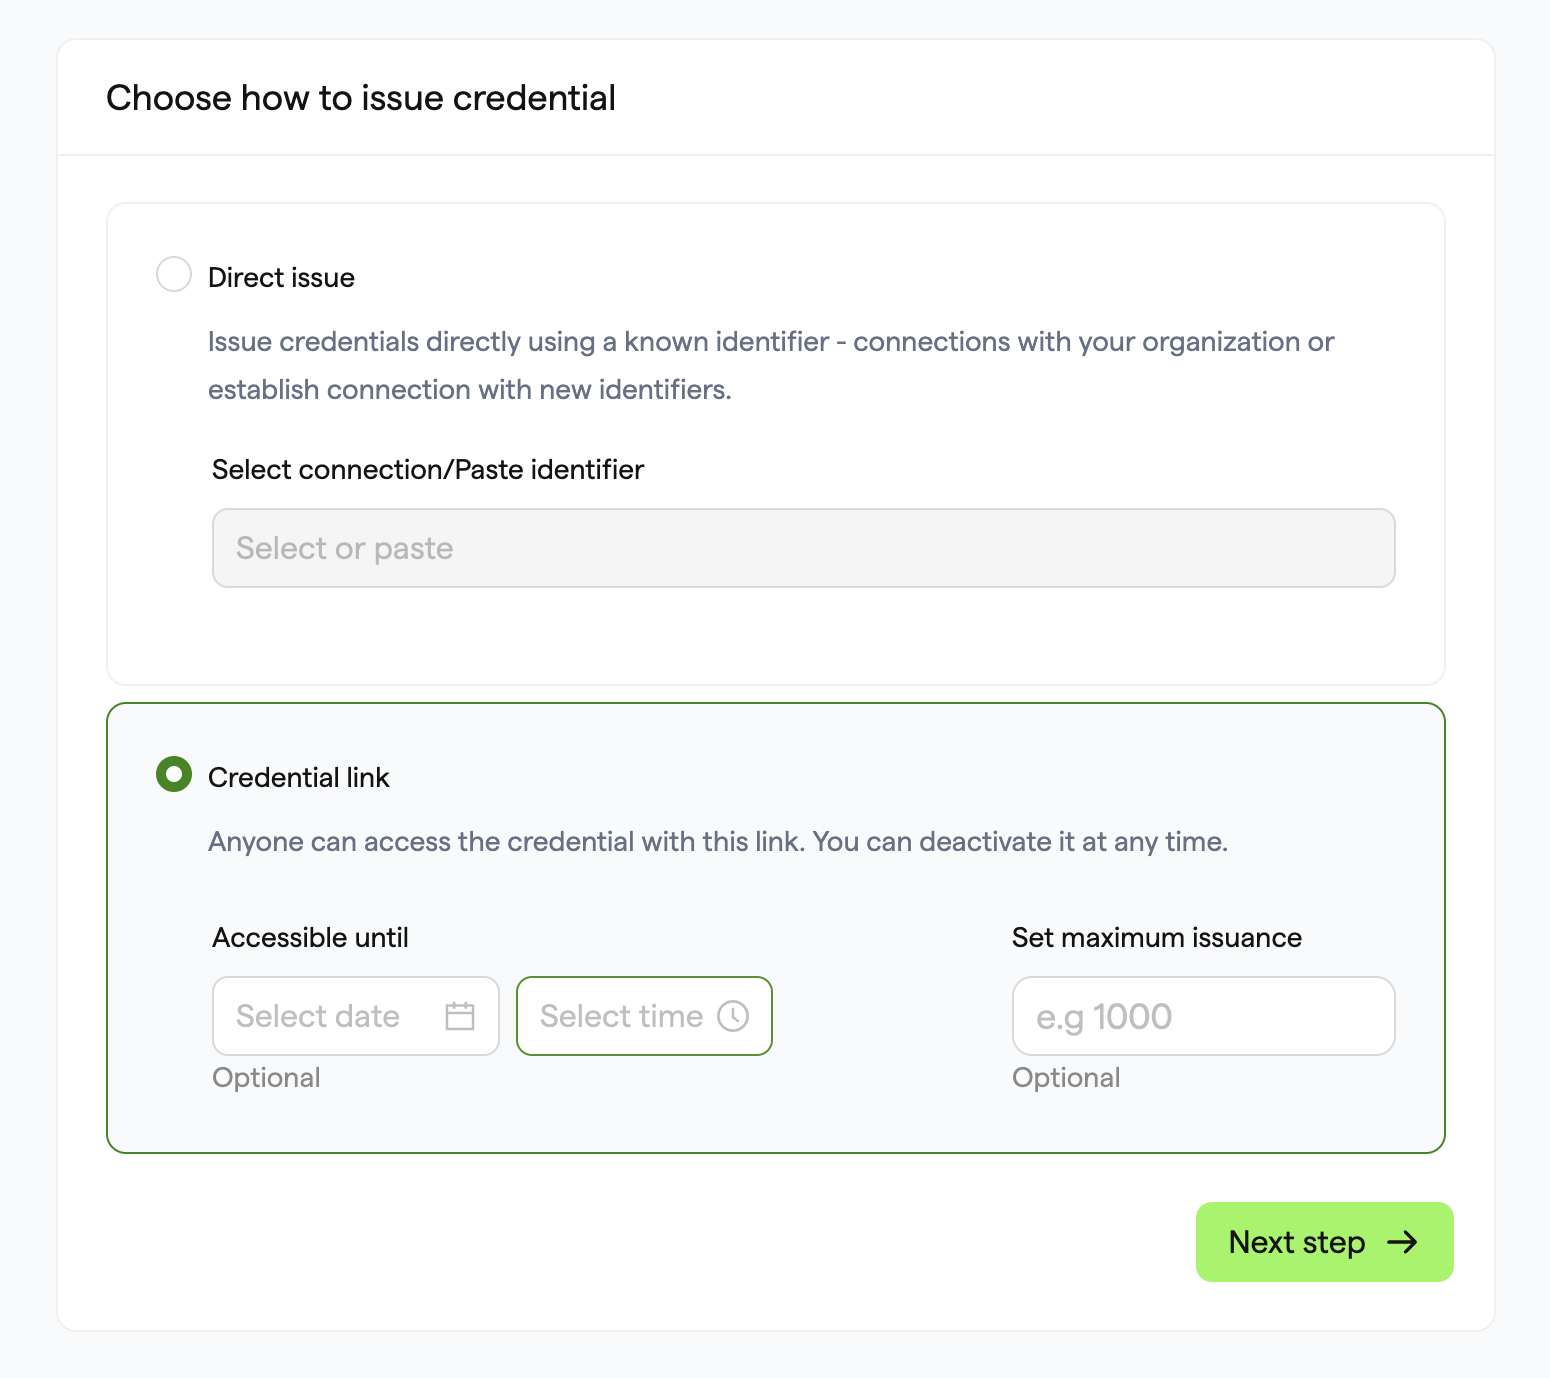 Choose how to issue credential
Direct issue
Issue credentials directly using a known identifier - connections with your organization or
establish connection with new identifiers.
Select connection/Paste identifier
Select or paste
Credential link
Anyone can access the credential with this link. You can deactivate it at any time.
Accessible until
Set maximum issuance
Select date
Select time
e.g 1000
Optional
Optional
Next step